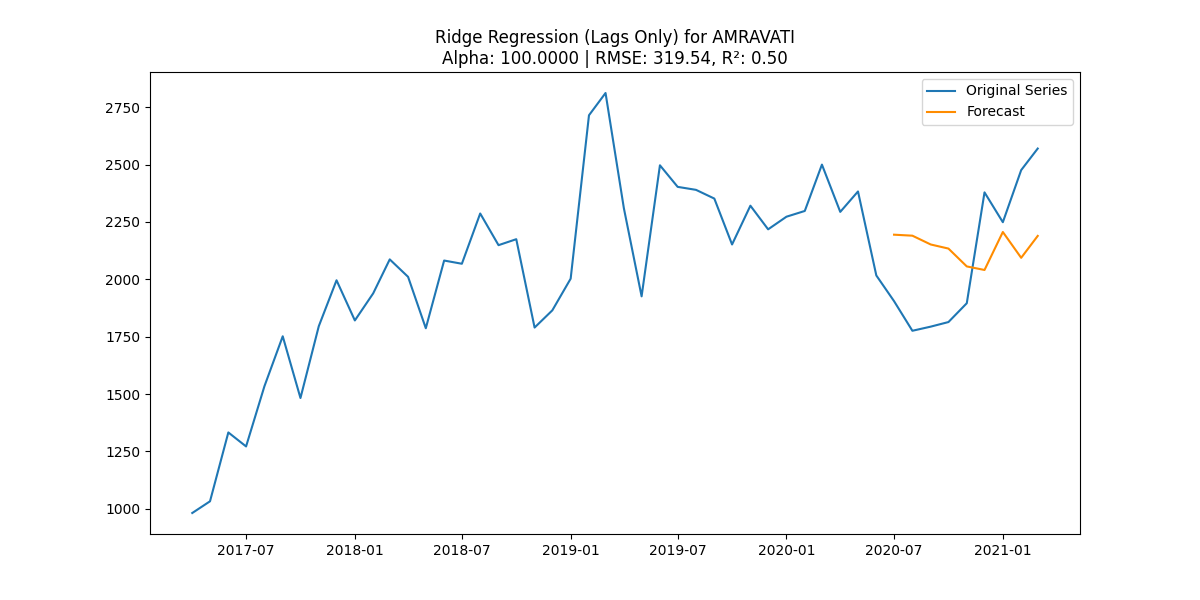 Ridge Regression (Lags Only) for AMRAVATI
Alpha: 100.0000 | RMSE: 319.54, R²: 0.50
Original Series
Forecast
2750
2500
2250
2000
1750
1500
1250
1000
2017-07 2018-01 2018-07 2019-01 2019-07 2020-01 2020-07 2021-01